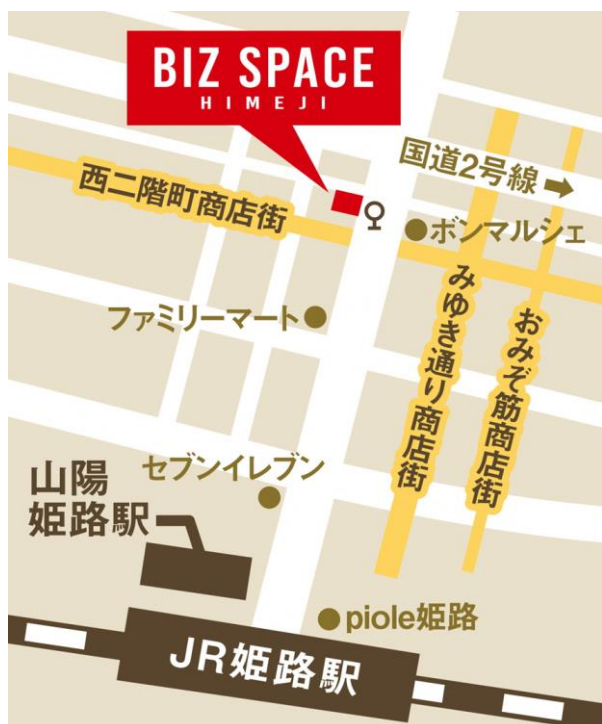 BIZ SPACE
HIMEJI
国道2号線
西二階町商店街
ボンマルシェ
ファミリーマート
みゆき通り商店街
おみぞ筋商店街
セブンイレブン
山陽
姫路駅
piole姫路
JR姫路駅